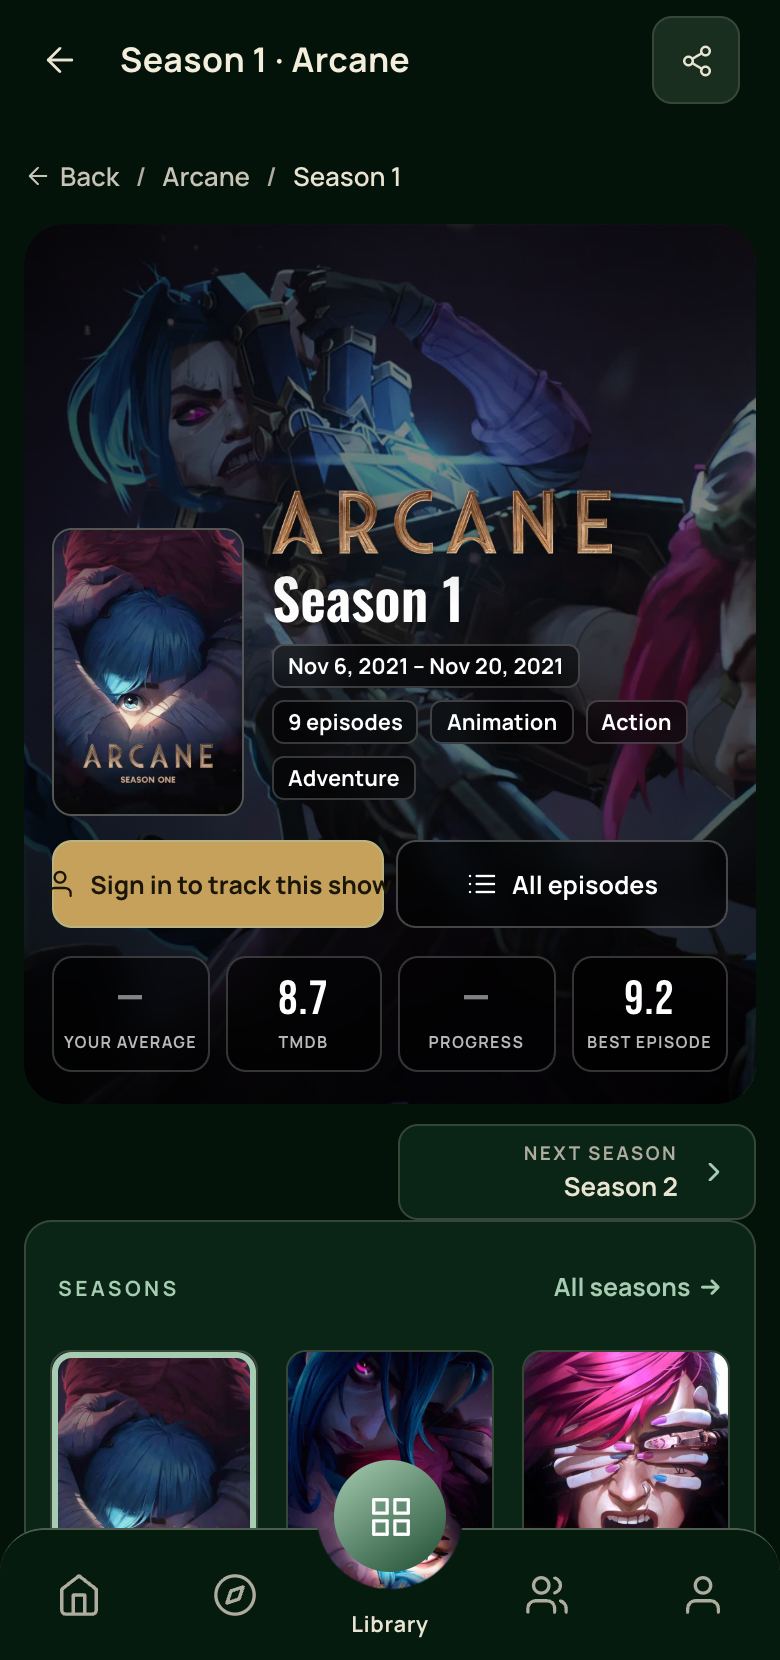 Season 1 · Arcane
Back / Arcane / Season 1
ARCANE
Season 1
Nov 6, 2021 – Nov 20, 2021
9 episodes Animation Action
Adventure
ARCANE
SEASON ONE
Sign in to track this show All episodes
– 8.7 – 9.2
YOUR AVERAGE TMDB PROGRESS BEST EPISODE
NEXT SEASON
Season 2
SEASONS All seasons
Library